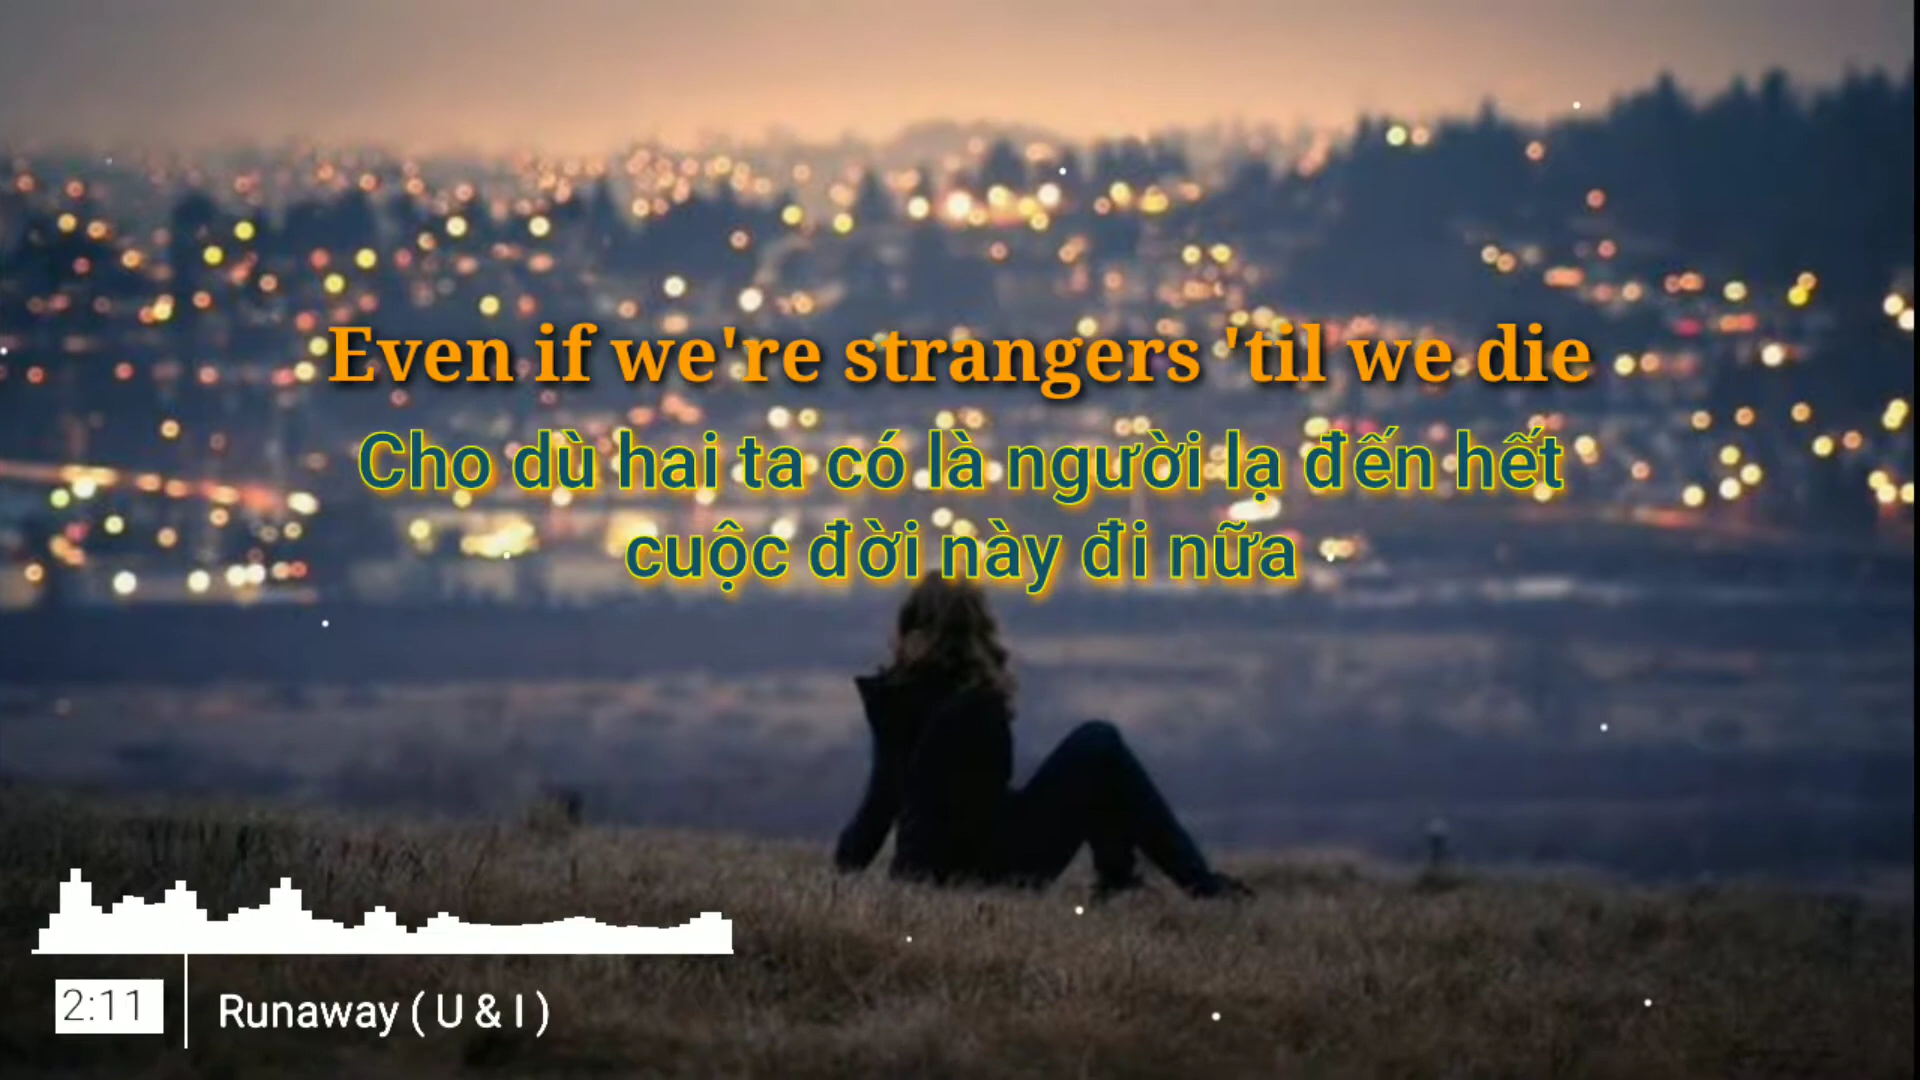 Even if we're strangers 'til we die
Cho dù hai ta có là người lạ đến hết
cuộc đời này đi nữa
2:11
Runaway ( U & I )